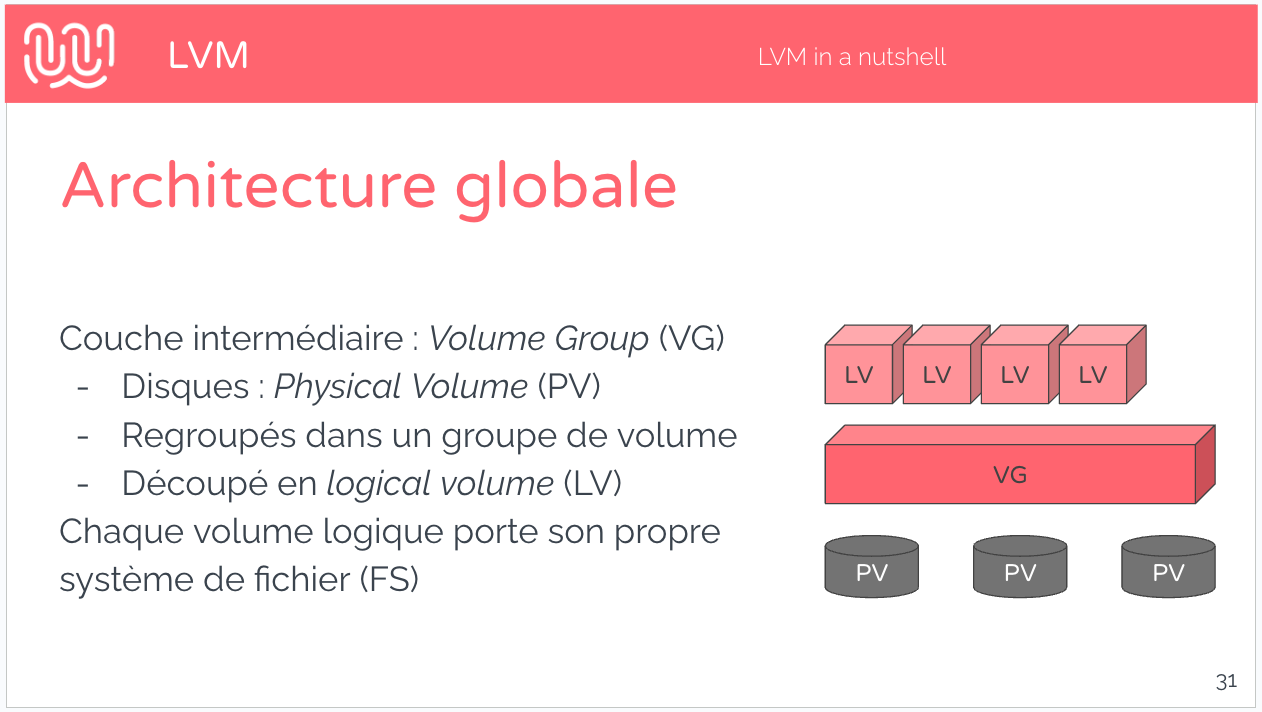 LVM
LVM in a nutshell
Architecture globale
Couche intermédiaire : Volume Group (VG)
- Disques : Physical Volume (PV)
- Regroupés dans un groupe de volume
- Découpé en logical volume (LV)
Chaque volume logique porte son propre
système de fichier (FS)
LV LV LV LV
VG
PV PV PV
31